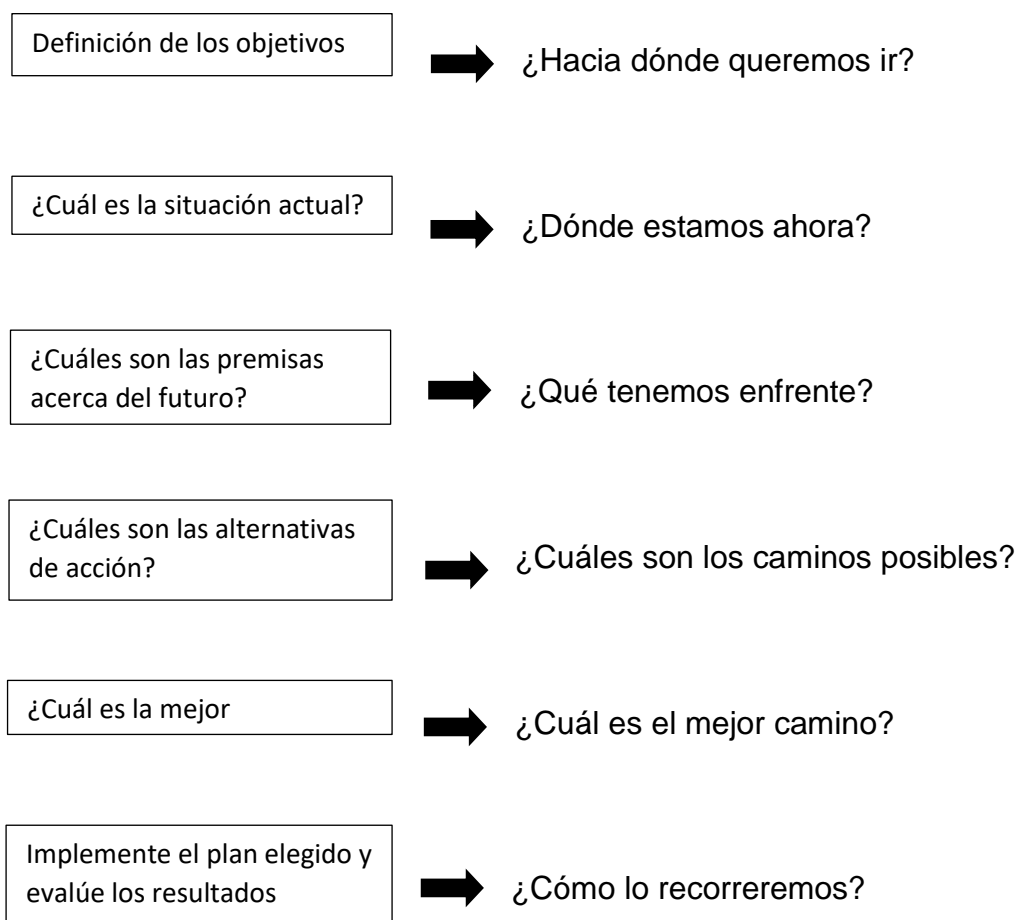 Definición de los objetivos
¿Hacia dónde queremos ir?
¿Cuál es la situación actual?
¿Dónde estamos ahora?
¿Cuáles son las premisas
acerca del futuro?
¿Qué tenemos enfrente?
¿Cuáles son las alternativas
de acción?
¿Cuáles son los caminos posibles?
¿Cuál es la mejor
¿Cuál es el mejor camino?
Implemente el plan elegido y
evalúe los resultados
¿Cómo lo recorreremos?